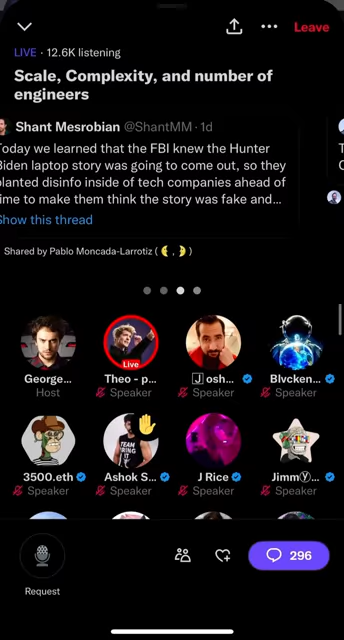 Leave
LIVE · 12.6K listening
Scale, Complexity, and number of
engineers
Shant Mesrobian @ShantMM · 1d
Today we learned that the FBI knew the Hunter
Biden laptop story was going to come out, so they
planted disinfo inside of tech companies ahead of
time to make them think the story was fake and...
Show this thread
Shared by Pablo Moncada-Larrotiz (🌛,🌛)
Live
George... Theo - p... 🄹 osh... Blvcken...
Host Speaker Speaker Speaker
TEAM
BRING
IT
3500.eth Ashok S... J Rice Jimmⓨ...
Speaker Speaker Speaker Speaker
296
Request